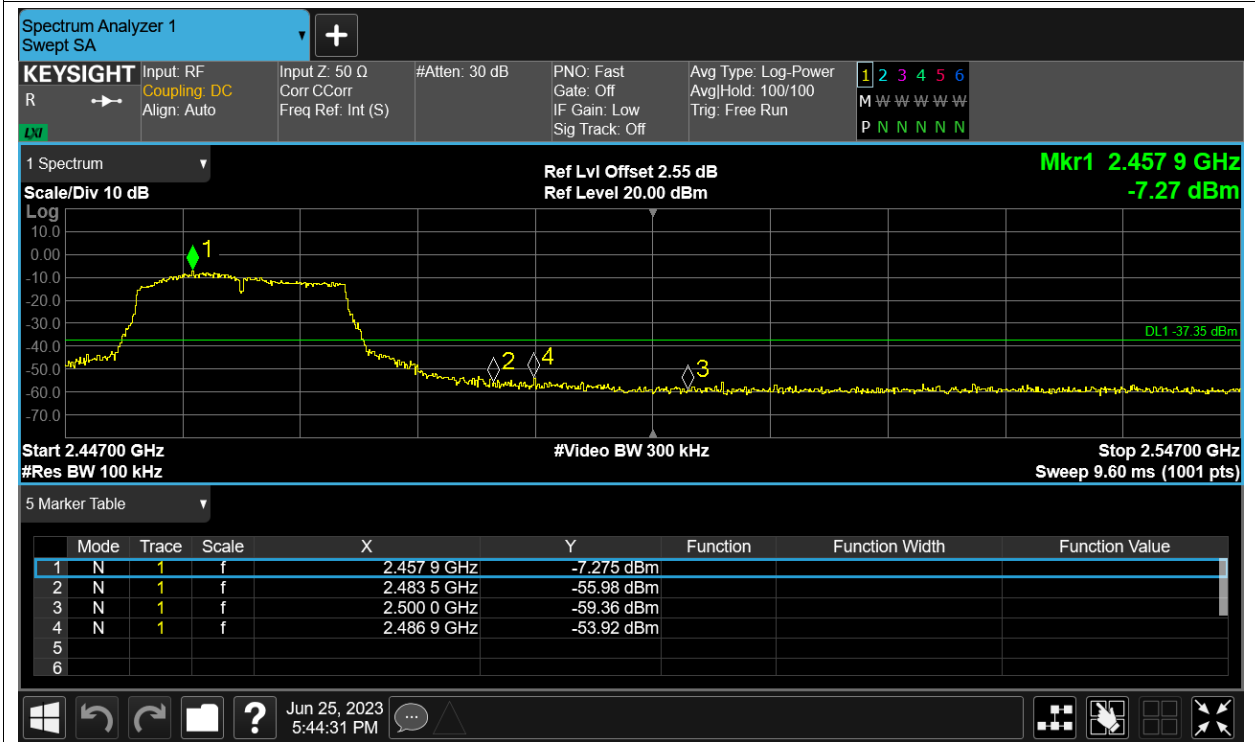 Spectrum Analyzer 1
Swept SA
+
KEYSIGHT Input: RF Input Z: 50 Ω #Atten: 30 dB PNO: Fast Avg Type: Log-Power 1 2 3 4 5 6
R Coupling: DC Corr CCorr Gate: Off Avg|Hold: 100/100 M W W W W W
Align: Auto Freq Ref: Int (S) IF Gain: Low Trig: Free Run
LXI Sig Track: Off P N N N N N N
1 Spectrum Ref Lvl Offset 2.55 dB Mkr1 2.457 9 GHz
Scale/Div 10 dB Ref Level 20.00 dBm -7.27 dBm
Log
10.0
1
0.00
-10.0
-20.0
-30.0
DL1 -37.35 dBm
-40.0
2 4 3
-50.0
-60.0
-70.0
Start 2.44700 GHz #Video BW 300 kHz Stop 2.54700 GHz
#Res BW 100 kHz Sweep 9.60 ms (1001 pts)
5 Marker Table
Mode Trace Scale X Y Function Function Width Function Value
1 N 1 f 2.457 9 GHz -7.275 dBm
2 N 1 f 2.483 5 GHz -55.98 dBm
3 N 1 f 2.500 0 GHz -59.36 dBm
4 N 1 f 2.486 9 GHz -53.92 dBm
5
6
? Jun 25, 2023
5:44:31 PM